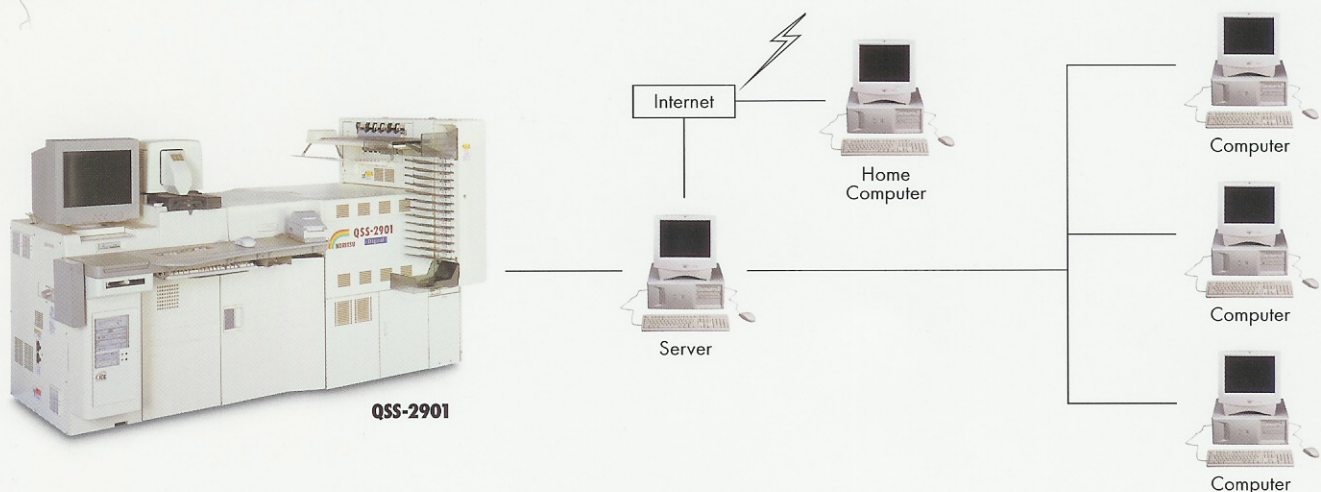 QSS-2901
Digital
NORITSU
QSS-2901
Internet
Home
Computer
Server
Computer
Computer
Computer